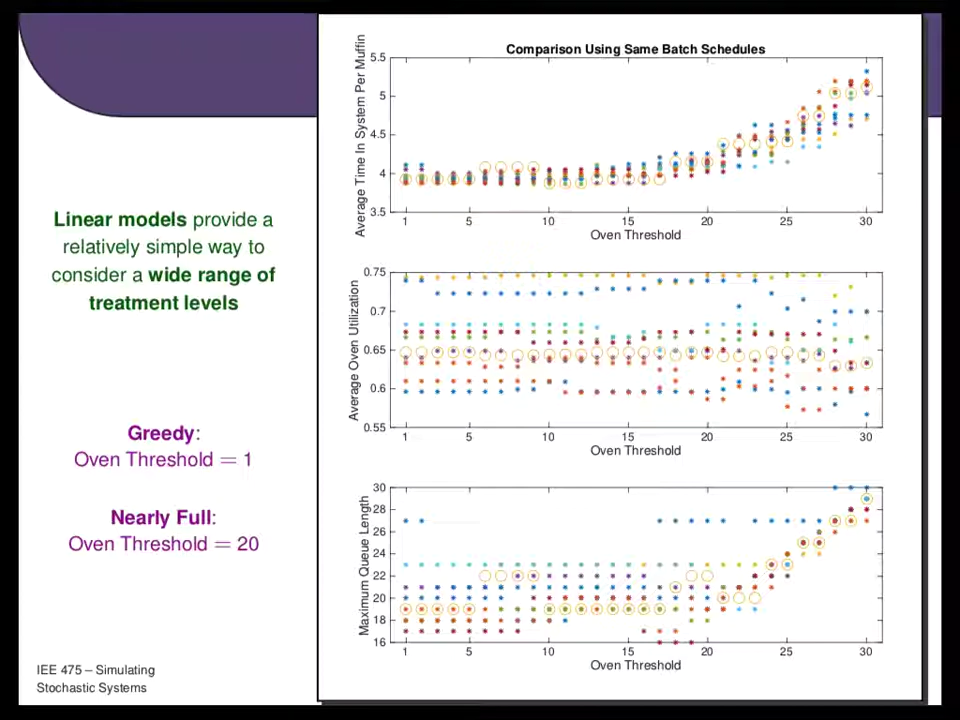 Linear models provide a
relatively simple way to
consider a wide range of
treatment levels
Greedy:
Oven Threshold = 1
Nearly Full:
Oven Threshold = 20
IEE 475 – Simulating
Stochastic Systems
Comparison Using Same Batch Schedules
Average Time In System Per Muffin
5.5
5
4.5
4
3.5
1 5 10 15 20 25 30
Oven Threshold
Average Oven Utilization
0.75
0.7
0.65
0.6
0.55
1 5 10 15 20 25 30
Oven Threshold
Maximum Queue Length
30
28
26
24
22
20
18
16
1 5 10 15 20 25 30
Oven Threshold